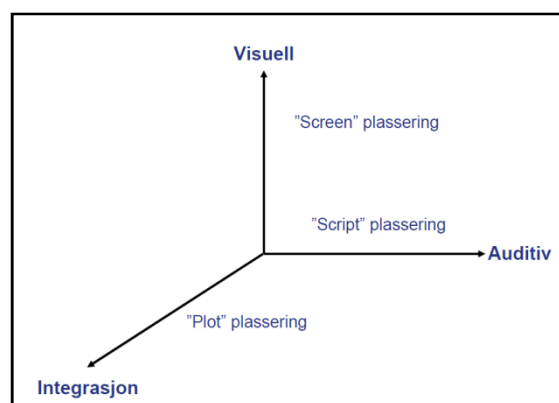 Visuell
”Screen” plassering
”Script” plassering
Auditiv
”Plot” plassering
Integrasjon